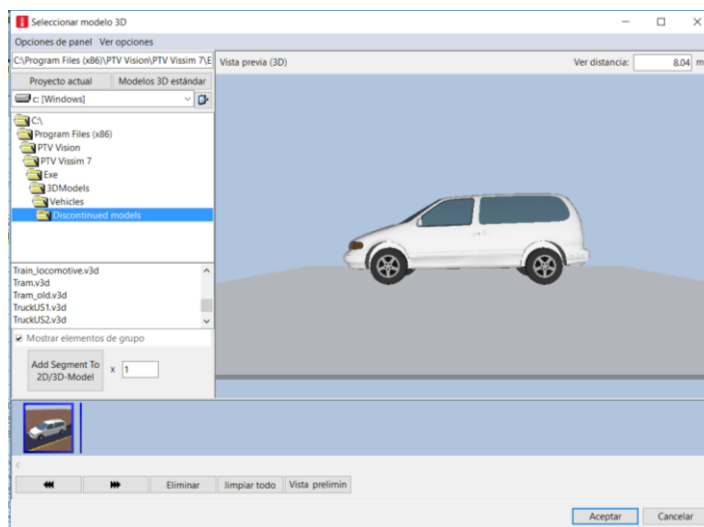 Seleccionar modelo 3D
Opciones de panel Ver opciones
C:\Program Files (x86)\PTV Vision\PTV Vissim 7\E
Vista previa (3D)
Ver distancia: 8.04 m
Proyecto actual
Modelos 3D estándar
c: [Windows]
C:\
Program Files (x86)
PTV Vision
PTV Vissim 7
Exe
3DModels
Vehicles
Discontinued models
Train_locomotive.v3d
Tram.v3d
Tram_old.v3d
TruckUS1.v3d
TruckUS2.v3d
Mostrar elementos de grupo
Add Segment To
2D/3D-Model
x 1
Eliminar
limpiar todo
Vista prelimin
Aceptar
Cancelar